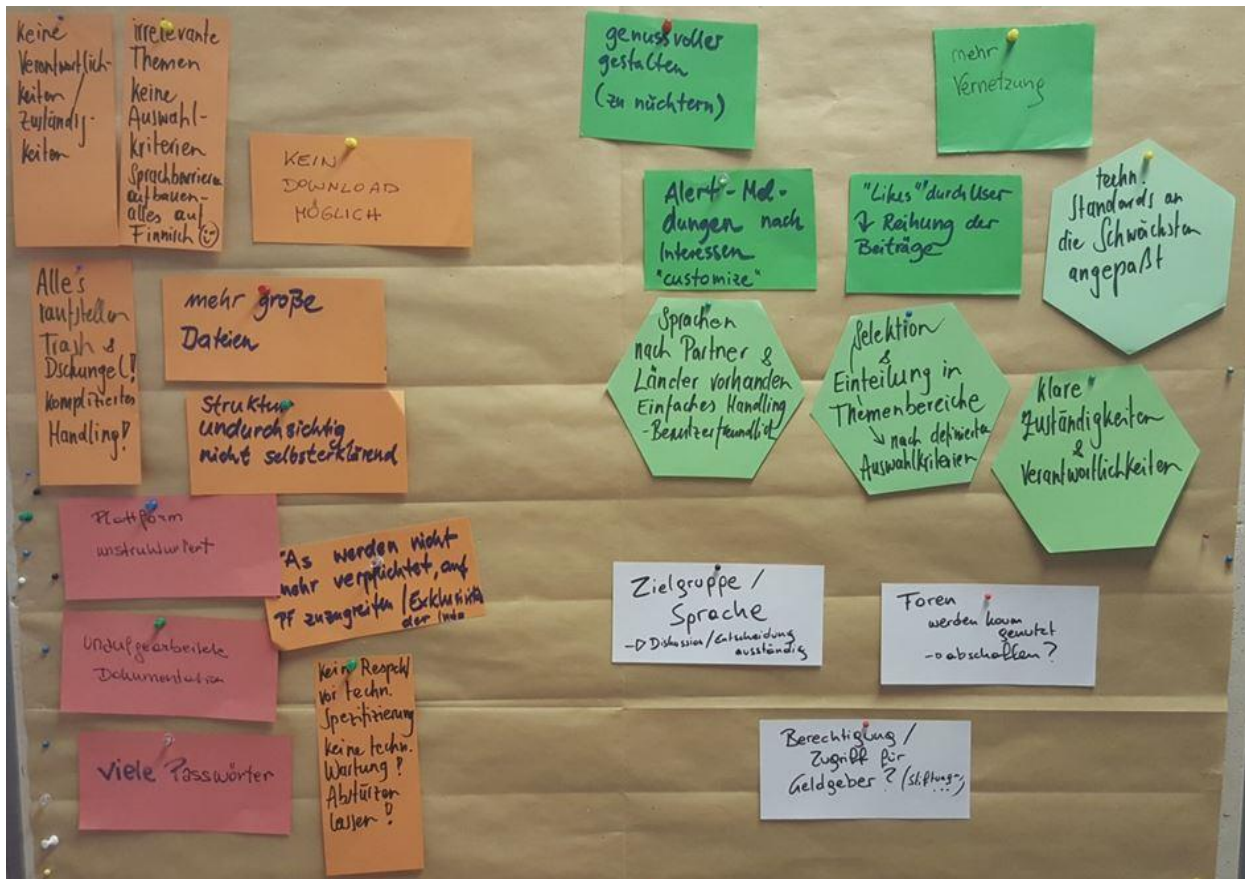 keine
Verantwortlich-
keiten
Zuständig-
keiten
irrelevante
Themen
keine
Auswahl-
kriterien
Sprachbarrieren
aufbauen-
alles auf
Finnisch
KEIN
DOWNLOAD
MÖGLICH
Alles
raufstellen
Trash &
Dschungel!
kompliziertes
Handling!
mehr große
Dateien
Struktur
undurchsichtig
nicht selbsterklärend
Plattform
unstrukturiert
"As werden nicht
mehr verpflichtet, auf
PF zuzugreifen / Exklusivität
der Info
Unaufgearbeitete
Dokumentation
viele Passwörter
kein Respekt
vor techn.
Spezifizierung
keine techn.
Wartung!
Abstürzen
lassen!
genussvoller
gestalten
(zu nüchtern)
mehr
Vernetzung
Alert-Mel-
dungen nach
Interessen
"customize"
"Likes" durch User
Reihung der
Beiträge
techn.
Standards an
die Schwächsten
angepaßt
Sprachen
nach Partner &
Länder vorhanden
Einfaches Handling
-Benutzerfreundlich
Selektion
&
Einteilung in
Themenbereiche
↳ nach definierten
Auswahlkriterien
klare
Zuständigkeiten
&
Verantwortlichkeiten
Zielgruppe /
Sprache
-▷ Diskussion/Entscheidung
ausständig
Foren
werden kaum
genutzt
-▷ abschaffen?
Berechtigung /
Zugriff für
Geldgeber? (Stiftung-,
...)